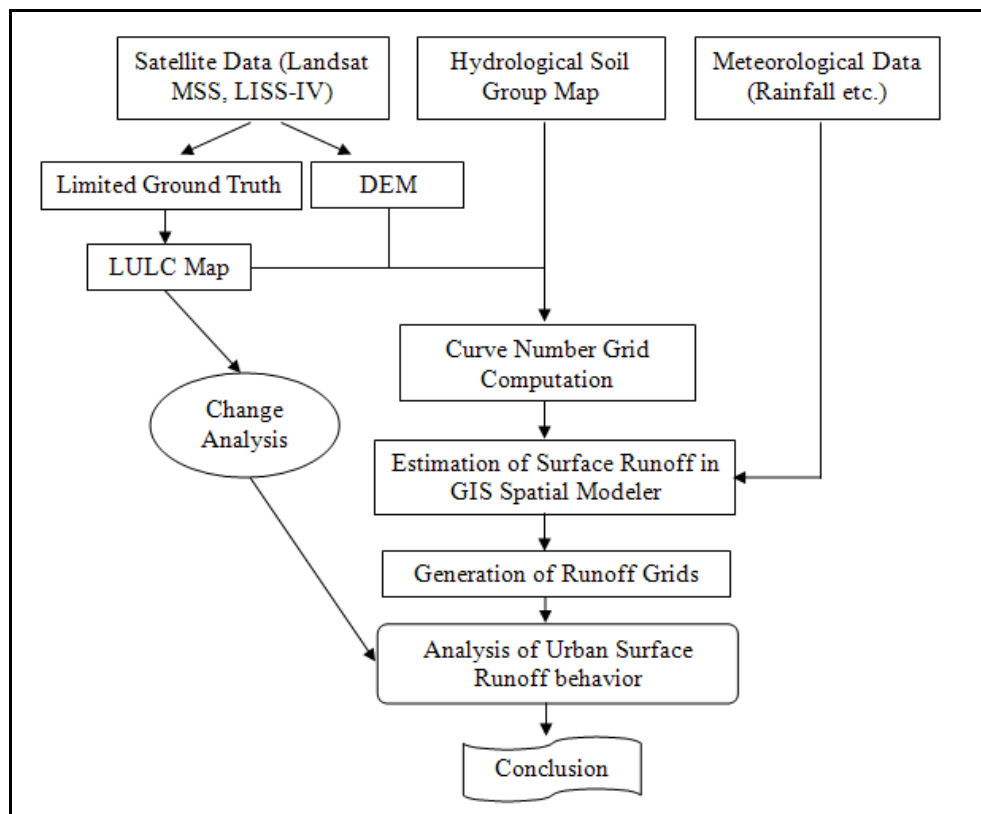 Satellite Data (Landsat
MSS, LISS-IV)
Hydrological Soil
Group Map
Meteorological Data
(Rainfall etc.)
Limited Ground Truth
DEM
LULC Map
Curve Number Grid
Computation
Change
Analysis
Estimation of Surface Runoff in
GIS Spatial Modeler
Generation of Runoff Grids
Analysis of Urban Surface
Runoff behavior
Conclusion